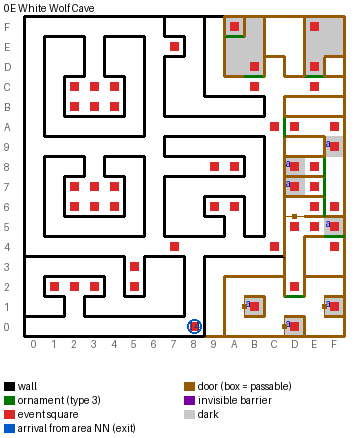 0E White Wolf Cave
F
E
D
C
B
A
9
8
7
6
5
4
3
2
1
0
0 1 2 3 4 5 6 7 8 9 A B C D E F
a
a
a
a
a
a
a
wall
ornament (type 3)
event square
arrival from area NN (exit)
door (box = passable)
invisible barrier
dark